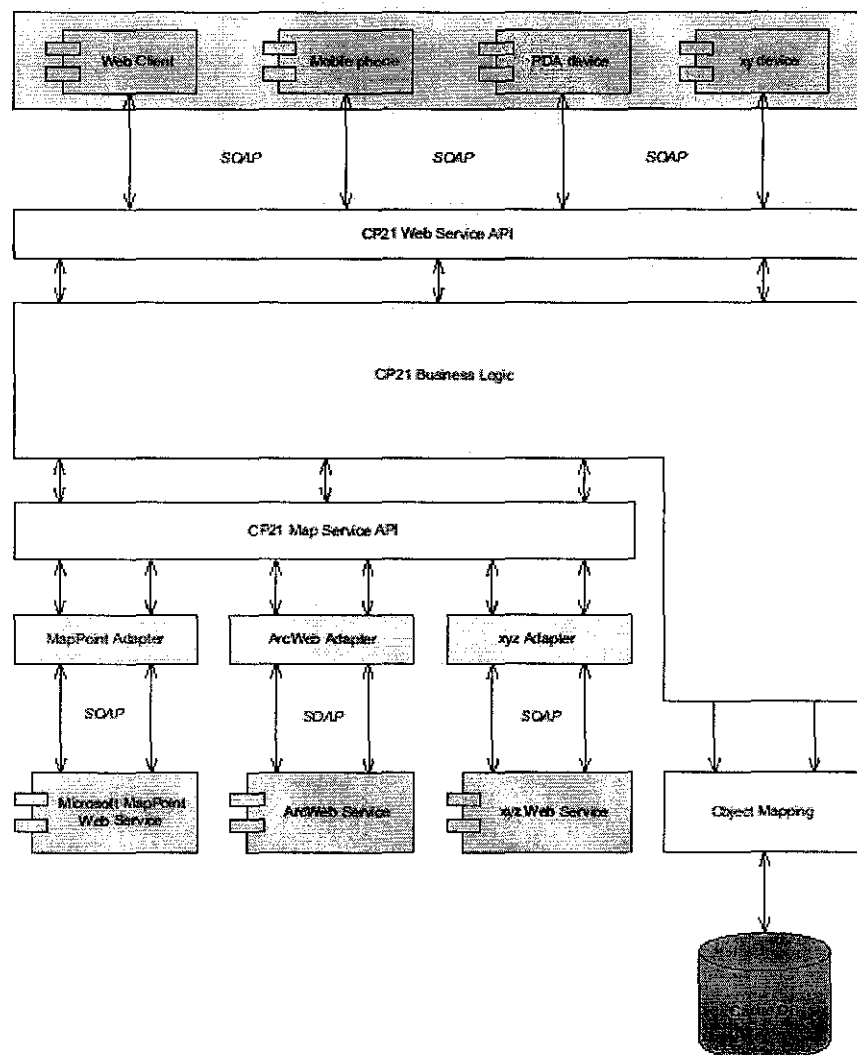 Web Client
Mobile phone
PDA device
xy device
SOAP
SOAP
SOAP
CP21 Web Service API
CP21 Business Logic
CP21 Map Service API
MapPoint Adapter
ArcWeb Adapter
xyz Adapter
SOAP
SOAP
SOAP
Microsoft MapPoint
Web Service
ArcWeb Service
xyz Web Service
Object Mapping